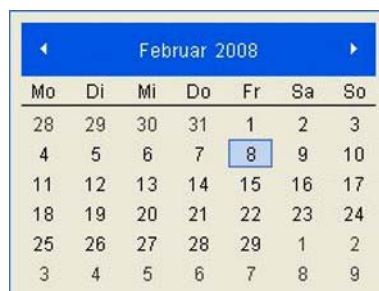 Februar 2008
Mo Di Mi Do Fr Sa So
28 29 30 31 1 2 3
4 5 6 7 8 9 10
11 12 13 14 15 16 17
18 19 20 21 22 23 24
25 26 27 28 29 1 2
3 4 5 6 7 8 9